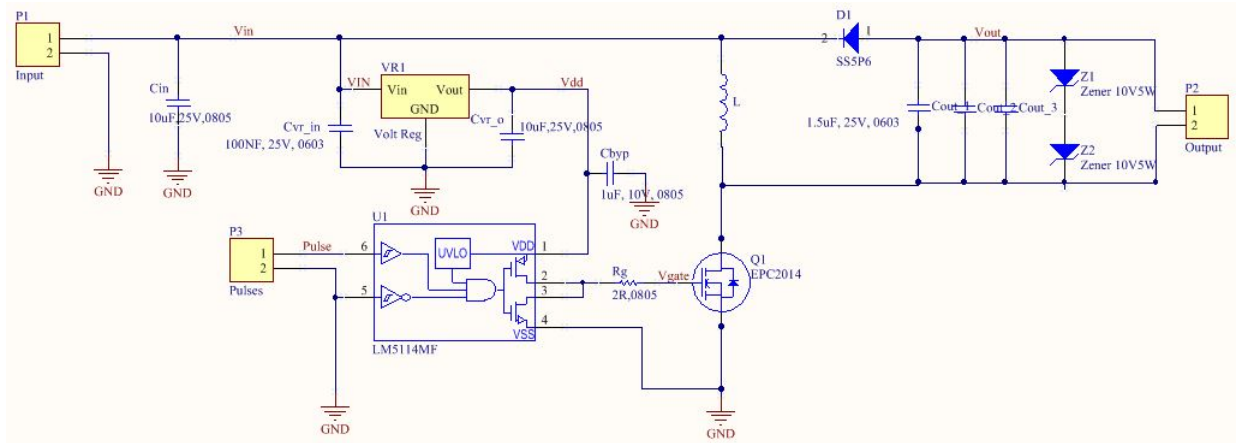 P1
1
2
Input
Vin
Cin
10uF,25V,0805
GND
GND
VIN
VR1
Vin
Vout
GND
Volt Reg
Vdd
Cvr_in
100NF, 25V, 0603
Cvr_o
10uF,25V,0805
GND
Cbyp
1uF, 10V, 0805
GND
D1
2
1
SS5P6
L
Vout
Cout_1
Cout_2
Cout_3
1.5uF, 25V, 0603
Z1
Zener 10V5W
Z2
Zener 10V5W
P2
1
2
Output
P3
1
2
Pulses
Pulse
6
5
U1
UVLO
VDD
VSS
1
2
3
4
LM5114MF
Rg
2R,0805
Vgate
Q1
EPC2014
GND
GND